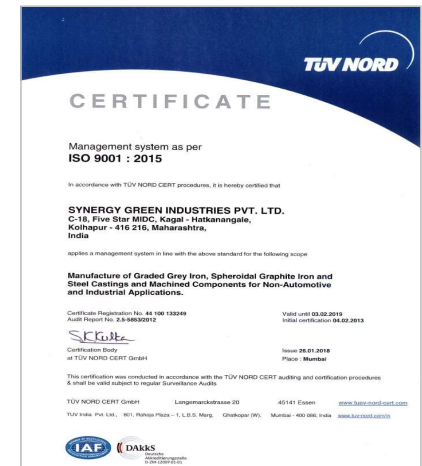 TÜV NORD
CERTIFICATE
Management system as per
ISO 9001 : 2015
In accordance with TÜV NORD CERT procedures, it is hereby certified that
SYNERGY GREEN INDUSTRIES PVT. LTD.
C-18, Five Star MIDC, Kagal - Hatkanangale,
Kolhapur - 416 216, Maharashtra,
India
applies a management system in line with the above standard for the following scope
Manufacture of Graded Grey Iron, Spheroidal Graphite Iron and
Steel Castings and Machined Components for Non-Automotive
and Industrial Applications.
Certificate Registration No. 44 100 133249 Valid until 03.02.2019
Audit Report No. 2.5-5853/2012 Initial certification 04.02.2013
Certification Body Issue 26.01.2018
at TÜV NORD CERT GmbH Place : Mumbai
This certification was conducted in accordance with the TÜV NORD CERT auditing and certification procedures
& shall be valid subject to regular Surveillance Audits
TÜV NORD CERT GmbH Langemarckstrasse 20 45141 Essen www.tuev-nord-cert.com
TUV India Pvt. Ltd., 801, Raheja Plaza – 1, L.B.S. Marg, Ghatkopar (W), Mumbai - 400 086, India www.tuv-nord.com/in
IAF DAkkS
Deutsche
Akkreditierungsstelle
D-ZM-12007-01-01